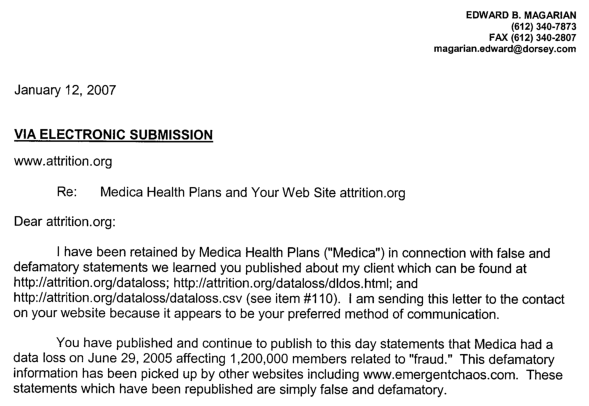 EDWARD B. MAGARIAN
(612) 340-7873
FAX (612) 340-2807
magarian.edward@dorsey.com
January 12, 2007
VIA ELECTRONIC SUBMISSION
www.attrition.org
Re: Medica Health Plans and Your Web Site attrition.org
Dear attrition.org:
I have been retained by Medica Health Plans ("Medica") in connection with false and
defamatory statements we learned you published about my client which can be found at
http://attrition.org/dataloss; http://attrition.org/dataloss/dldos.html; and
http://attrition.org/dataloss/dataloss.csv (see item #110). I am sending this letter to the contact
on your website because it appears to be your preferred method of communication.
You have published and continue to publish to this day statements that Medica had a
data loss on June 29, 2005 affecting 1,200,000 members related to "fraud." This defamatory
information has been picked up by other websites including www.emergentchaos.com. These
statements which have been republished are simply false and defamatory.